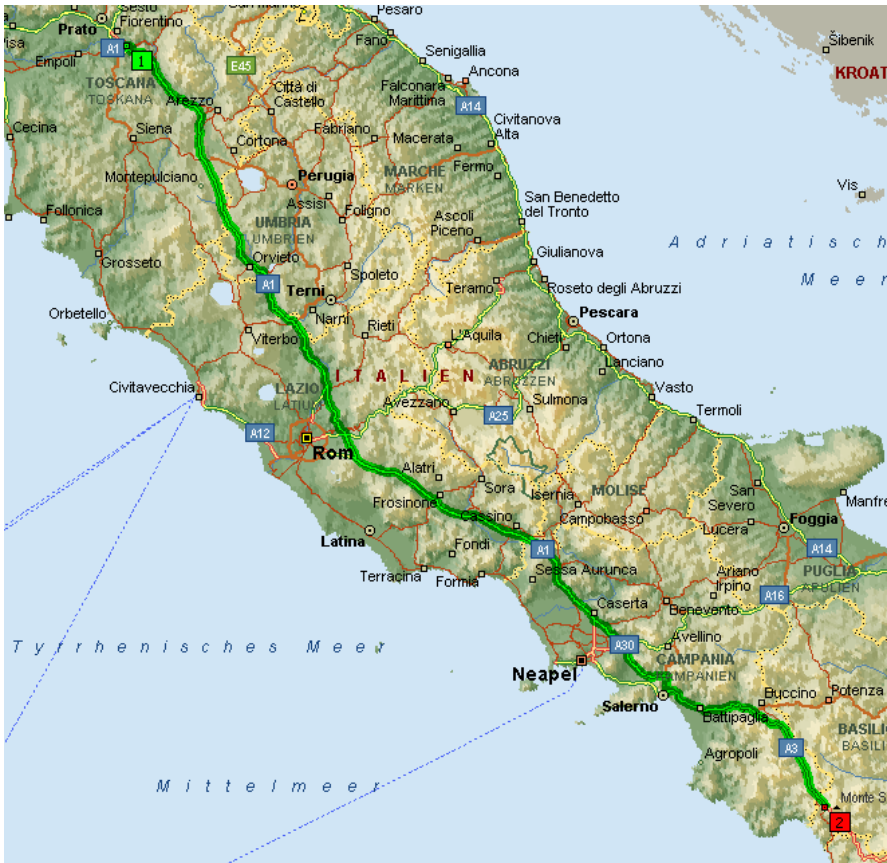 Sesto
Fiorentino
Prato
Pisa
A1
Empoli
1
TOSCANA
TOSKANA
Arezzo
Cecina
Siena
Cortona
E45
Città di
Castello
Pesaro
Fano
Senigallia
Ancona
Falconara
Marittima
A14
Civitanova
Alta
Fabriano
Macerata
MARCHE
MARKEN
Fermo
Šibenik
KROAT
Vis
Montepulciano
Perugia
Assisi
Foligno
UMBRIA
UMBRIEN
Ascoli
Piceno
San Benedetto
del Tronto
Follonica
Grosseto
Orvieto
Spoleto
A1
Terni
Narni
Rieti
Teramo
Giulianova
Roseto degli Abruzzi
Adriatisch
Meer
Orbetello
Viterbo
L'Aquila
Pescara
Chieti
Ortona
Lanciano
ITALIEN
ABRUZZI
ABRUZZEN
Civitavecchia
LAZIO
LATIUM
Avezzano
A25
Sulmona
Vasto
Termoli
A12
Rom
Alatri
Frosinone
Sora
Isernia
MOLISE
Campobasso
Cassino
San
Severo
Manfre
Lucera
Foggia
A14
Latina
Fondi
A1
Terracina
Formia
Sessa Aurunca
Ariano
Irpino
PUGLIA
APULIEN
A16
Caserta
Benevento
Tyrrhenisches Meer
A30
Avellino
Neapel
CAMPANIA
KAMPANIEN
Salerno
Battipaglia
Buccino
Potenza
BASILI
BASILI
A3
Agropoli
Mittelmeer
Monte S
2